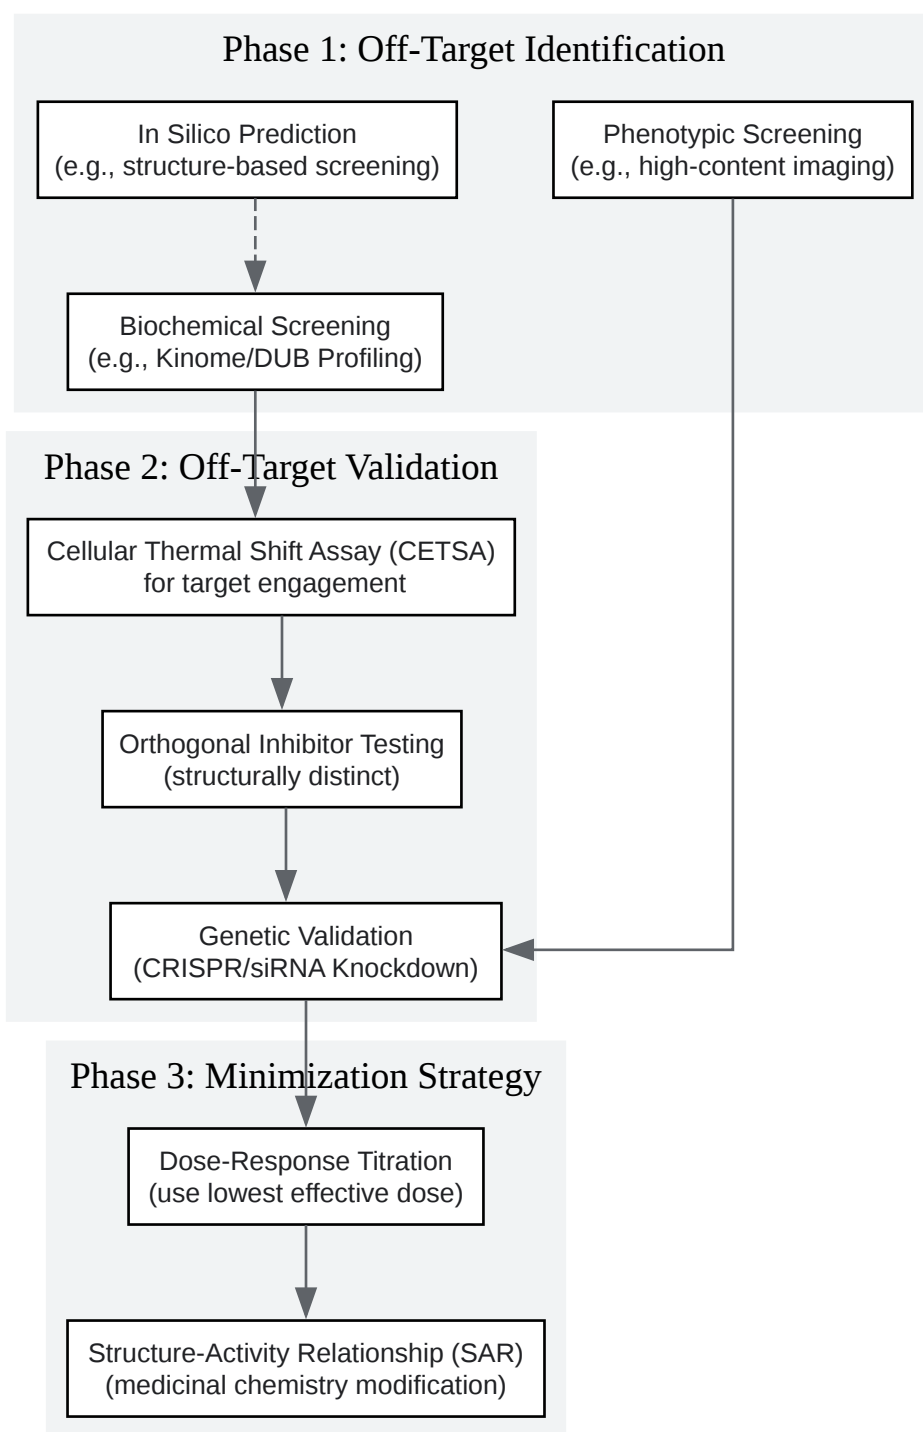 Phase 1: Off-Target Identification
In Silico Prediction
(e.g., structure-based screening)
Phenotypic Screening
(e.g., high-content imaging)
Biochemical Screening
(e.g., Kinome/DUB Profiling)
Phase 2: Off-Target Validation
Cellular Thermal Shift Assay (CETSA)
for target engagement
Orthogonal Inhibitor Testing
(structurally distinct)
Genetic Validation
(CRISPR/siRNA Knockdown)
Phase 3: Minimization Strategy
Dose-Response Titration
(use lowest effective dose)
Structure-Activity Relationship (SAR)
(medicinal chemistry modification)